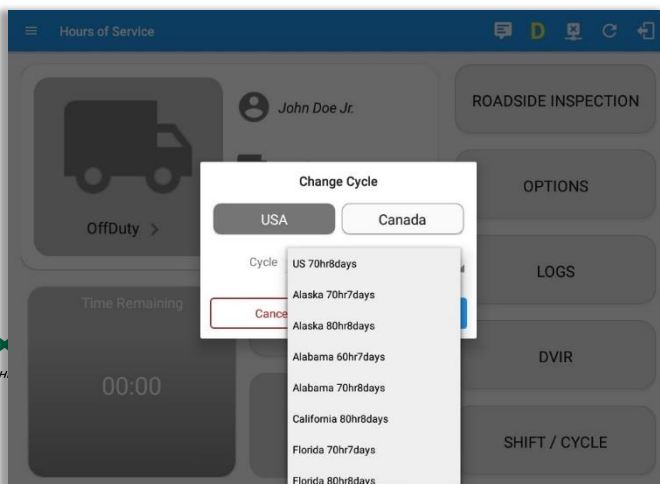 Hours of Service
D
John Doe Jr.
OffDuty >
Time Remaining
00:00
ROADSIDE INSPECTION
OPTIONS
LOGS
DVIR
SHIFT / CYCLE
Change Cycle
USA
Canada
Cycle
US 70hr8days
Alaska 70hr7days
Alaska 80hr8days
Alabama 60hr7days
Alabama 70hr8days
California 80hr8days
Florida 70hr7days
Florida 80hr8days